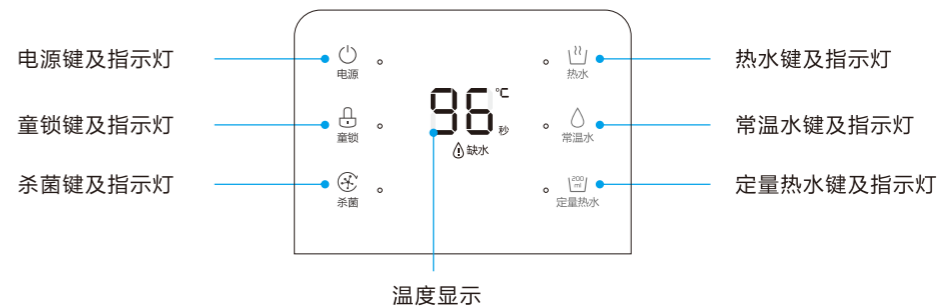 电源键及指示灯
童锁键及指示灯
杀菌键及指示灯
电源
童锁
杀菌
96
℃
秒
缺水
热水
常温水
200
ml
定量热水
热水键及指示灯
常温水键及指示灯
定量热水键及指示灯
温度显示